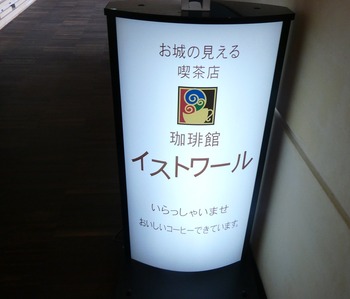 お城の見える
喫茶店
珈琲館
イストワール
いらっしゃいませ
おいしいコーヒーできています。